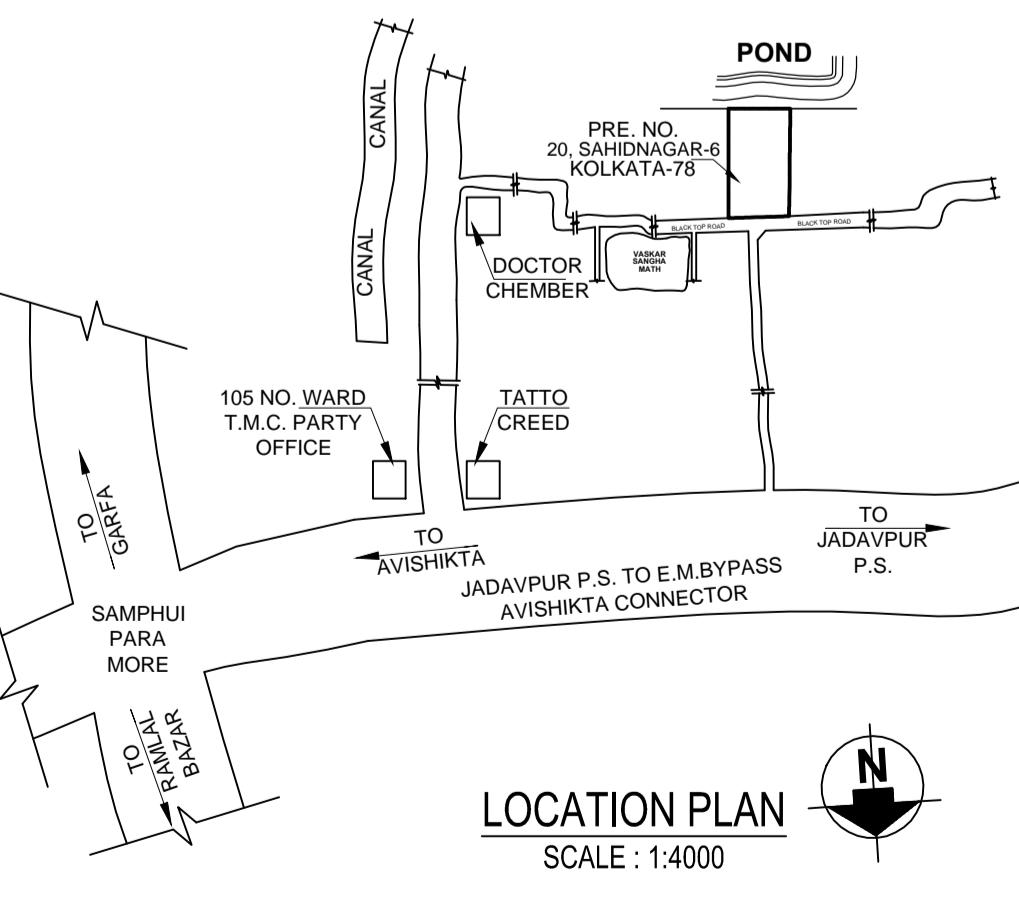 POND
CANAL
CANAL
PRE. NO.
20, SAHIDNAGAR-6
KOLKATA-78
BLACK TOP ROAD
BLACK TOP ROAD
VASKAR
SANGHA
MATH
DOCTOR
CHEMBER
105 NO. WARD
T.M.C. PARTY
OFFICE
TATTO
CREED
TO
GARFA
TO
AVISHIKTA
TO
JADAVPUR
P.S.
JADAVPUR P.S. TO E.M.BYPASS
AVISHIKTA CONNECTOR
SAMPHUI
PARA
MORE
TO
RAMLAL
BAZAR
N
LOCATION PLAN
SCALE : 1:4000